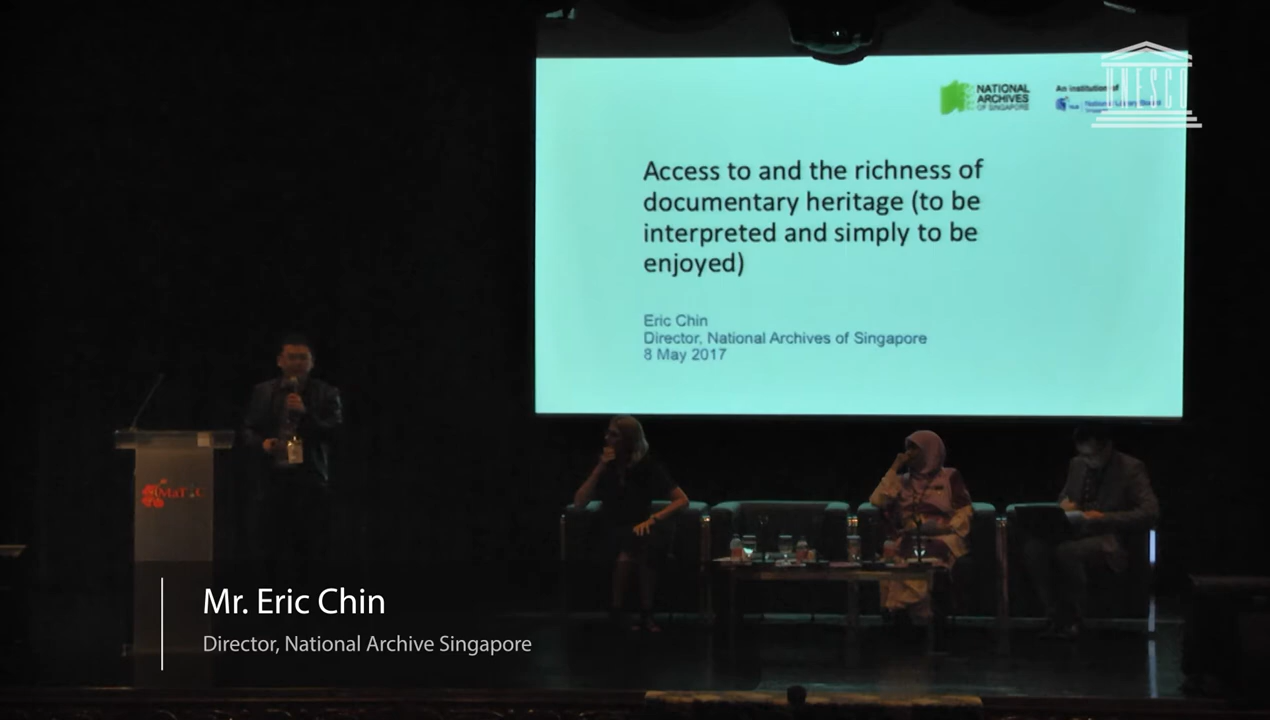 NATIONAL
ARCHIVES
OF SINGAPORE
An institution of
UNESCO
Access to and the richness of
documentary heritage (to be
interpreted and simply to be
enjoyed)
Eric Chin
Director, National Archives of Singapore
8 May 2017
Mr. Eric Chin
Director, National Archive Singapore